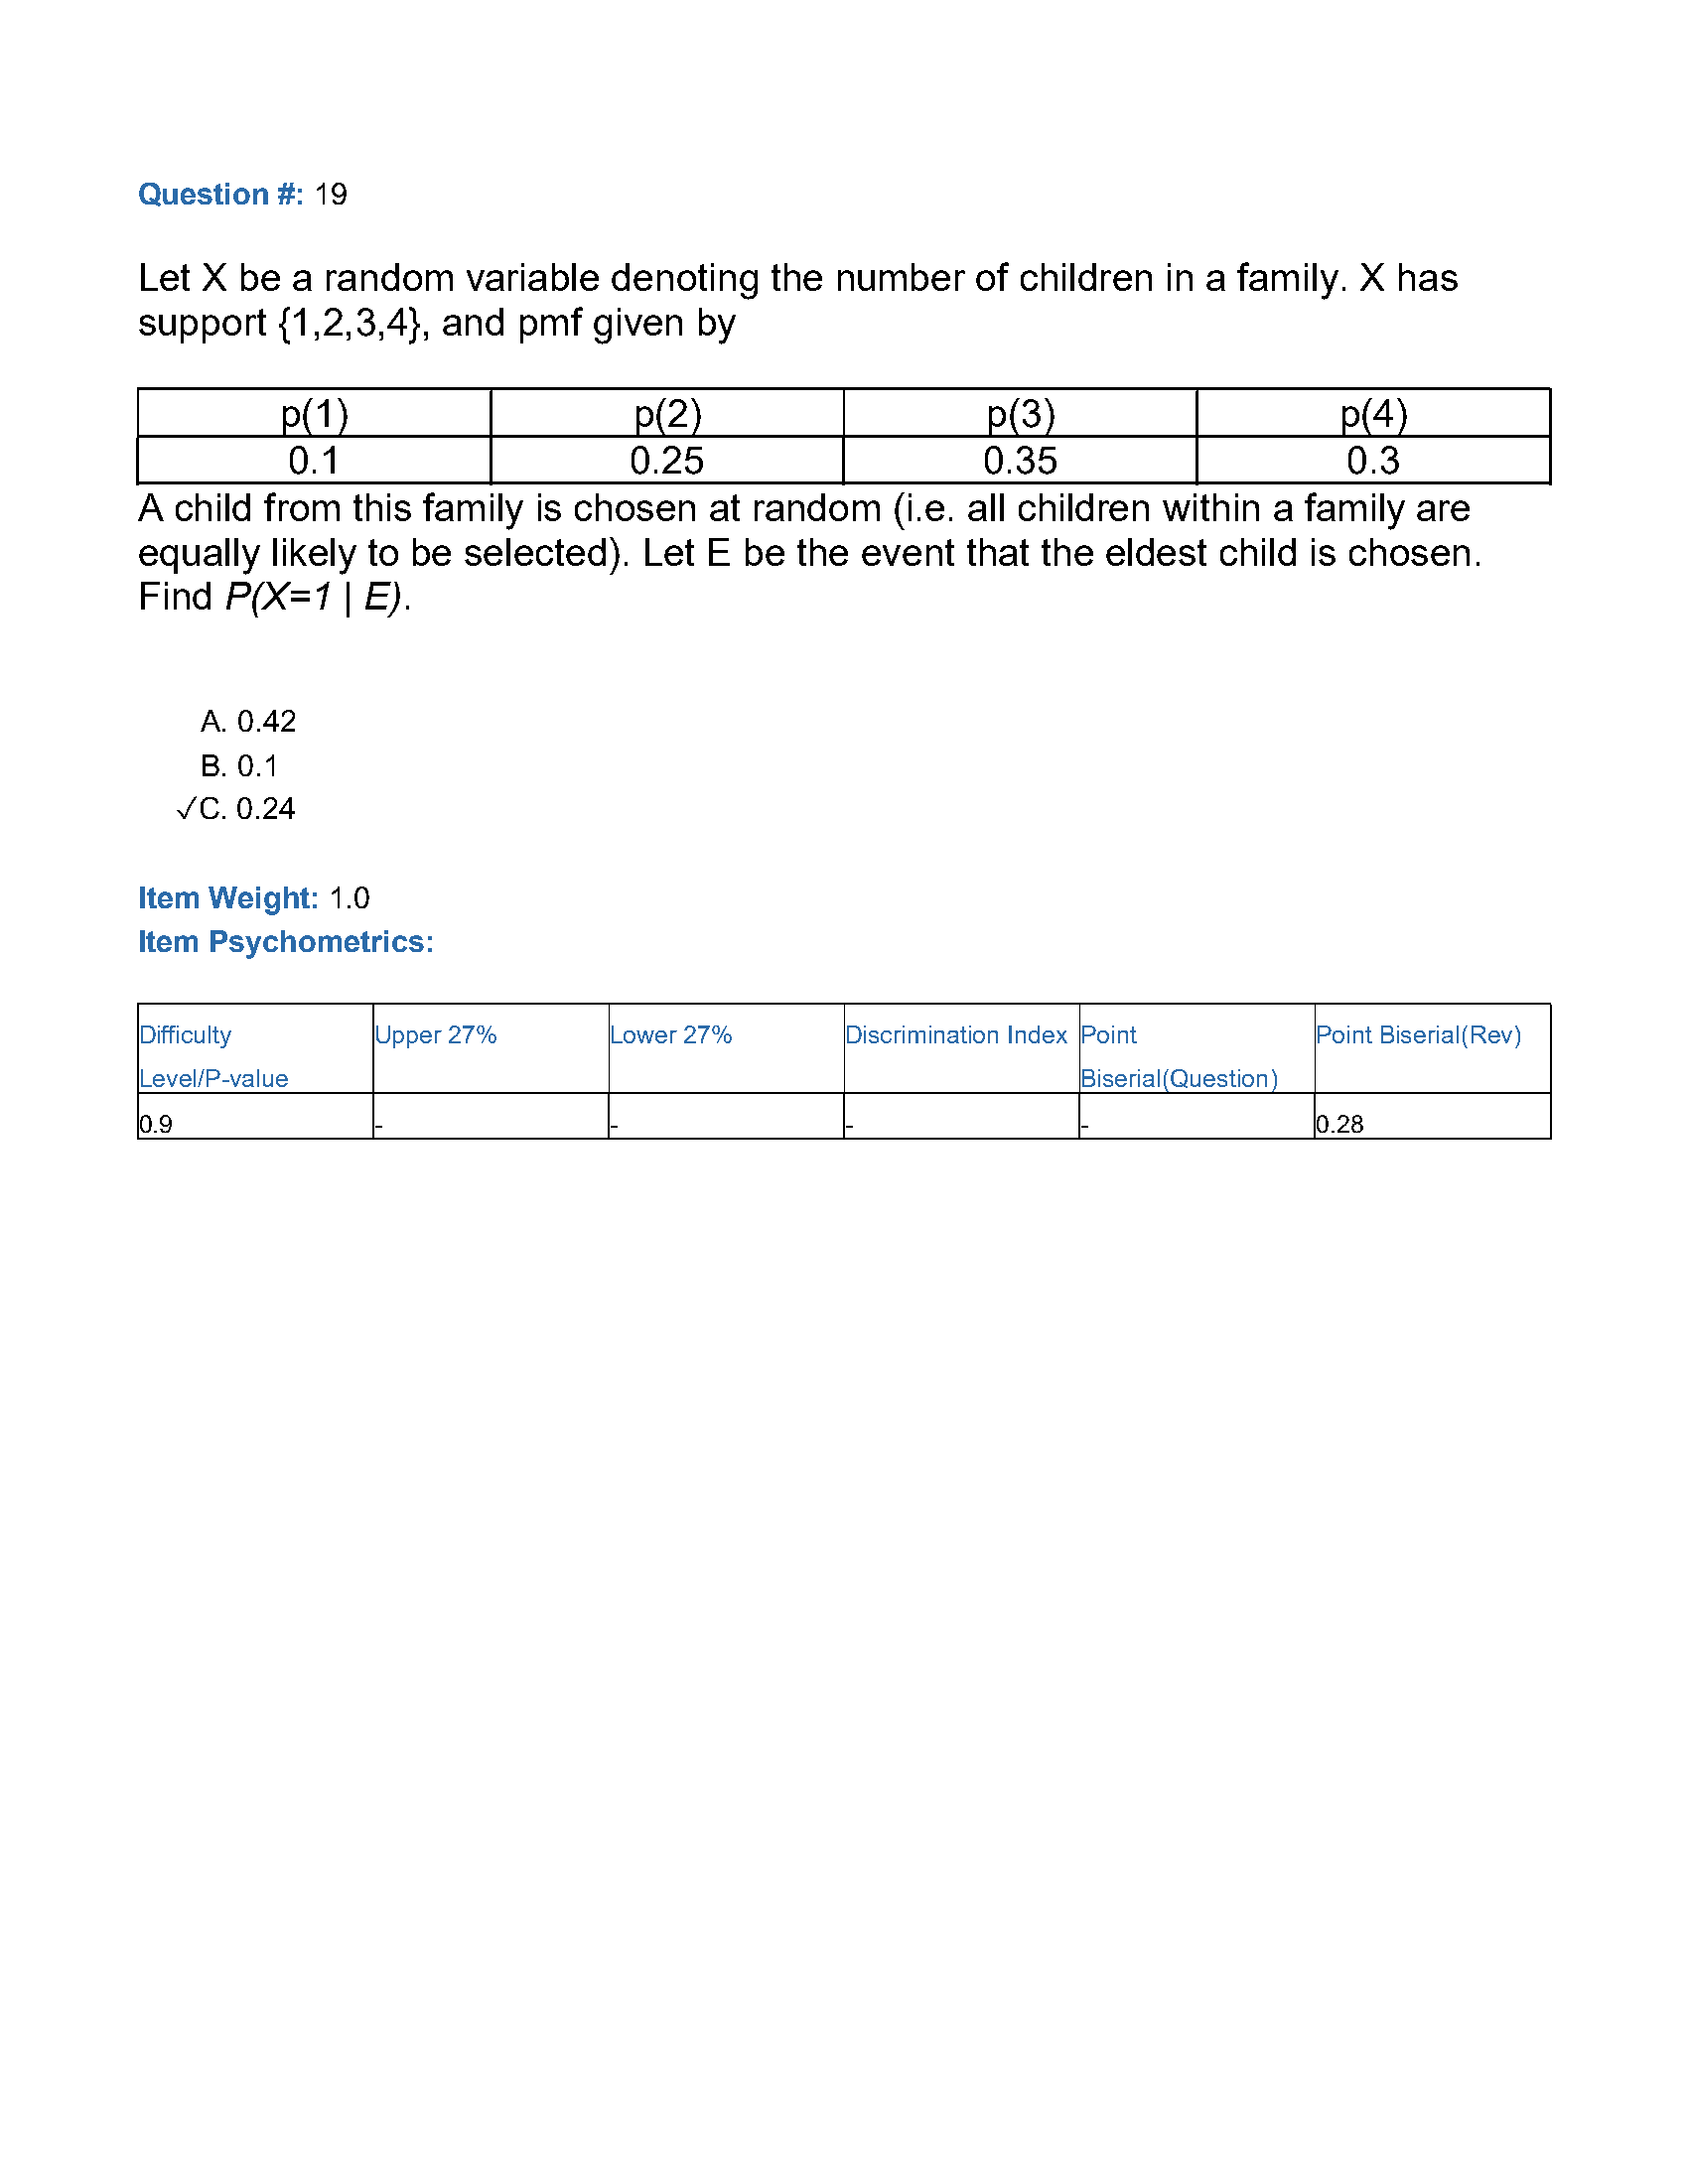 Question #: 19
Let X be a random variable denoting the number of children in a family. X has
support {1,2,3,4}, and pmf given by
p(1) p(2) p(3) p(4)
0.1 0.25 0.35 0.3
A child from this family is chosen at random (i.e. all children within a family are
equally likely to be selected). Let E be the event that the eldest child is chosen.
Find P(X=1 | E).
A. 0.42
B. 0.1
✓C. 0.24
Item Weight: 1.0
Item Psychometrics:
Difficulty Upper 27% Lower 27% Discrimination Index Point Point Biserial(Rev)
Level/P-value Biserial(Question)
0.9 - - - - 0.28